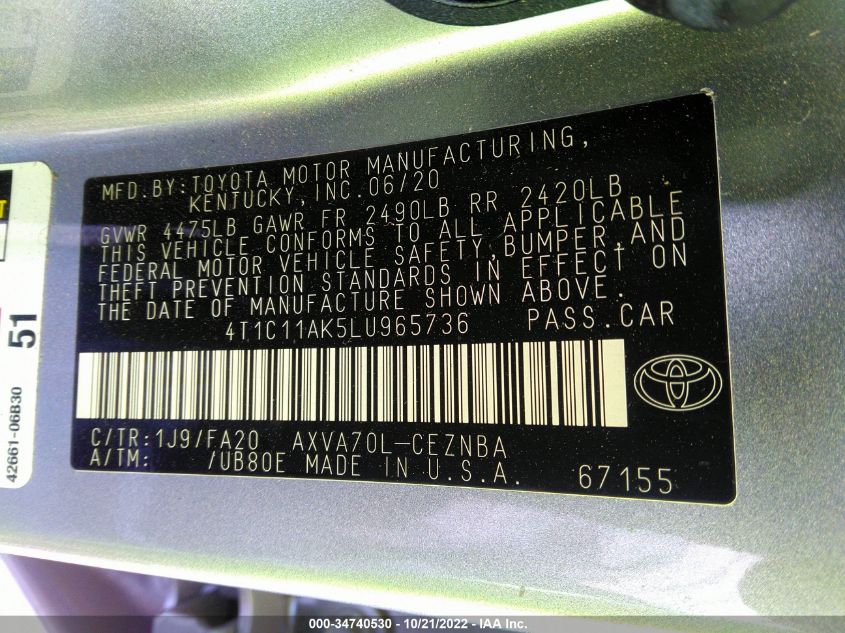 MFD.BY:TOYOTA MOTOR MANUFACTURING,
KENTUCKY,INC.06/20
GVWR 4475LB GAWR FR 2490LB RR 2420LB
THIS VEHICLE CONFORMS TO ALL APPLICABLE
FEDERAL MOTOR VEHICLE SAFETY,BUMPER,AND
THEFT PREVENTION STANDARDS IN EFFECT ON
THE DATE OF MANUFACTURE SHOWN ABOVE.
4T1C11AK5LU965736 PASS.CAR
C/TR:1J9/FA20 AXVA70L-CEZNBA
A/TM: /UB80E MADE IN U.S.A. 67155
51
42661-06B30
000-34740530 - 10/21/2022 - IAA Inc.